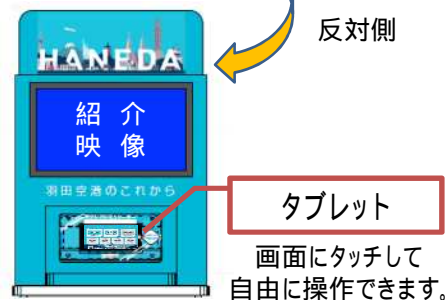 反対側
HANEDA
紹 介
映 像
羽田空港のこれから
タブレット
画面にタッチして
自由に操作できます。